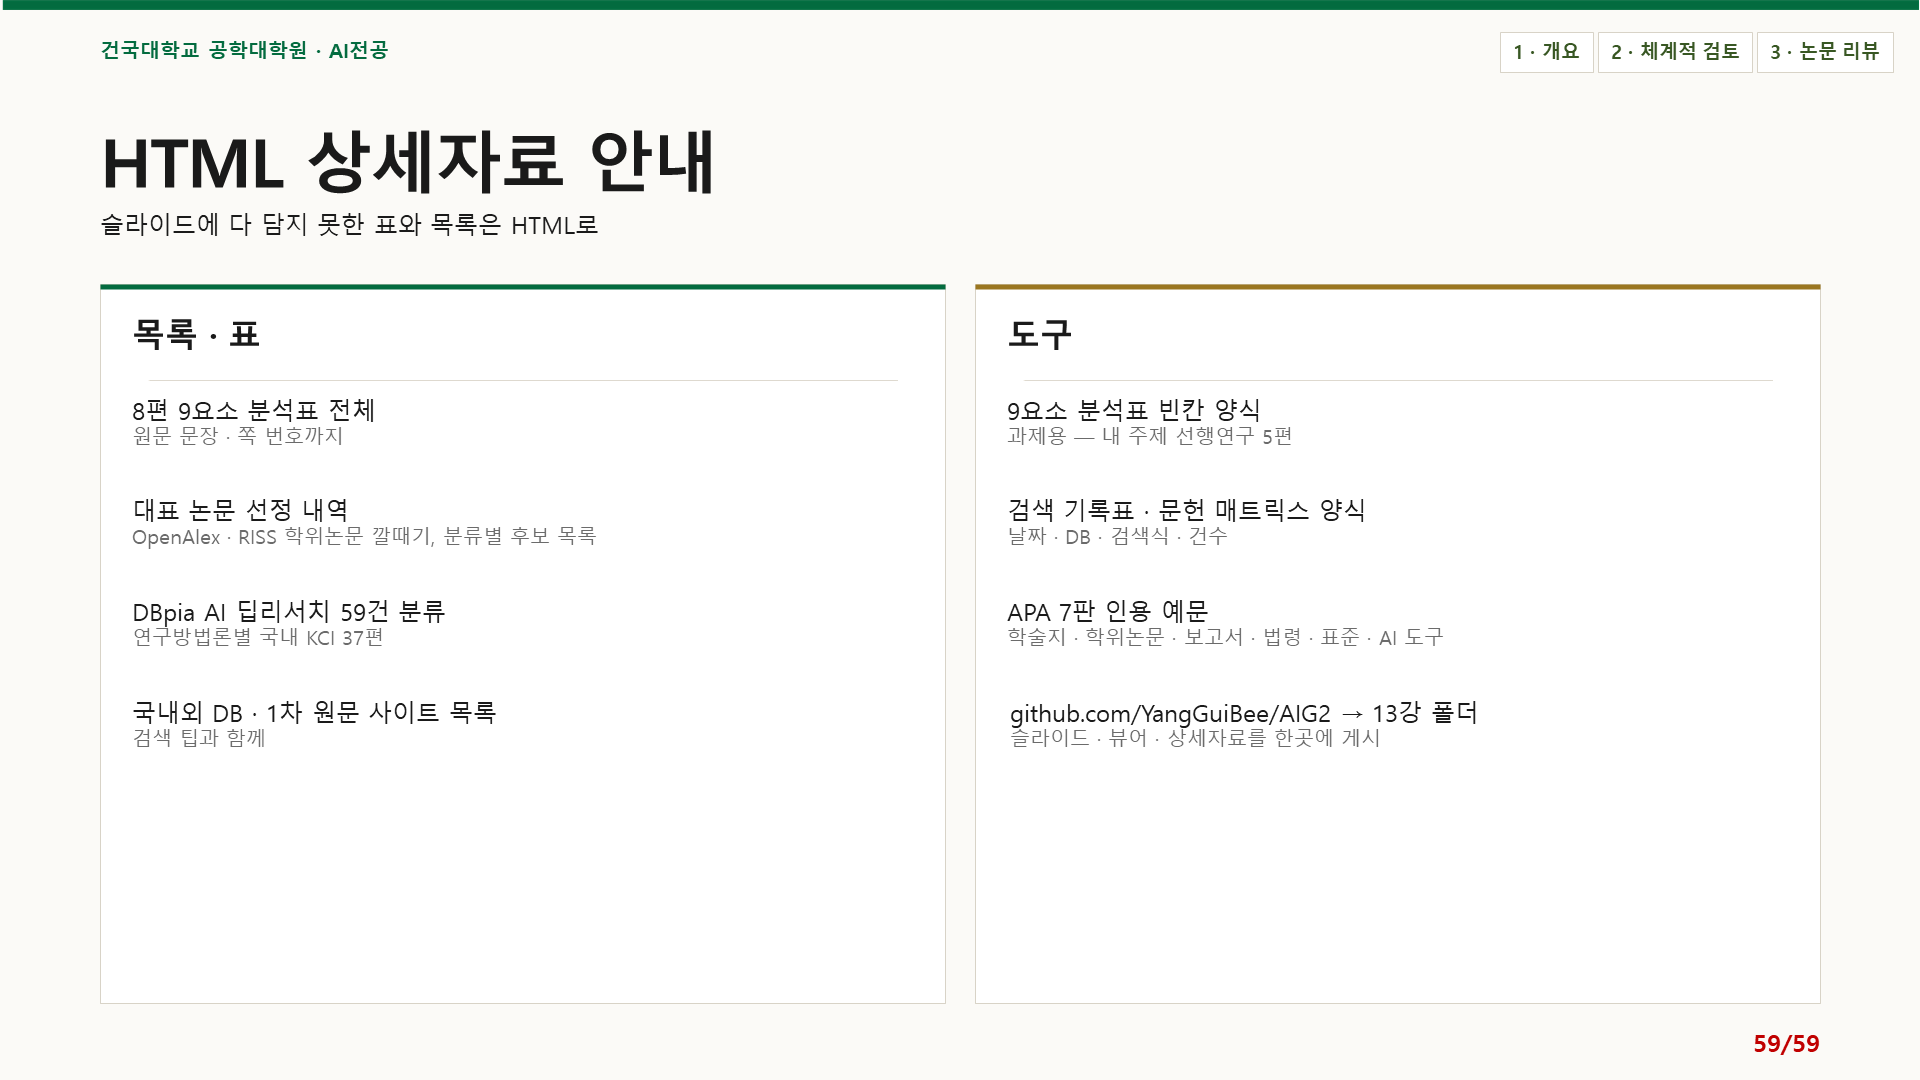 건국대학교 공학대학원 · AI전공
1 · 개요
2 · 체계적 검토
3 · 논문 리뷰
HTML 상세자료 안내
슬라이드에 다 담지 못한 표와 목록은 HTML로
목록 · 표
8편 9요소 분석표 전체
원문 문장 · 쪽 번호까지
대표 논문 선정 내역
OpenAlex · RISS 학위논문 깔때기, 분류별 후보 목록
DBpia AI 딥리서치 59건 분류
연구방법론별 국내 KCI 37편
국내외 DB · 1차 원문 사이트 목록
검색 팁과 함께
도구
9요소 분석표 빈칸 양식
과제용 — 내 주제 선행연구 5편
검색 기록표 · 문헌 매트릭스 양식
날짜 · DB · 검색식 · 건수
APA 7판 인용 예문
학술지 · 학위논문 · 보고서 · 법령 · 표준 · AI 도구
github.com/YangGuiBee/AIG2 → 13강 폴더
슬라이드 · 뷰어 · 상세자료를 한곳에 게시
59/59